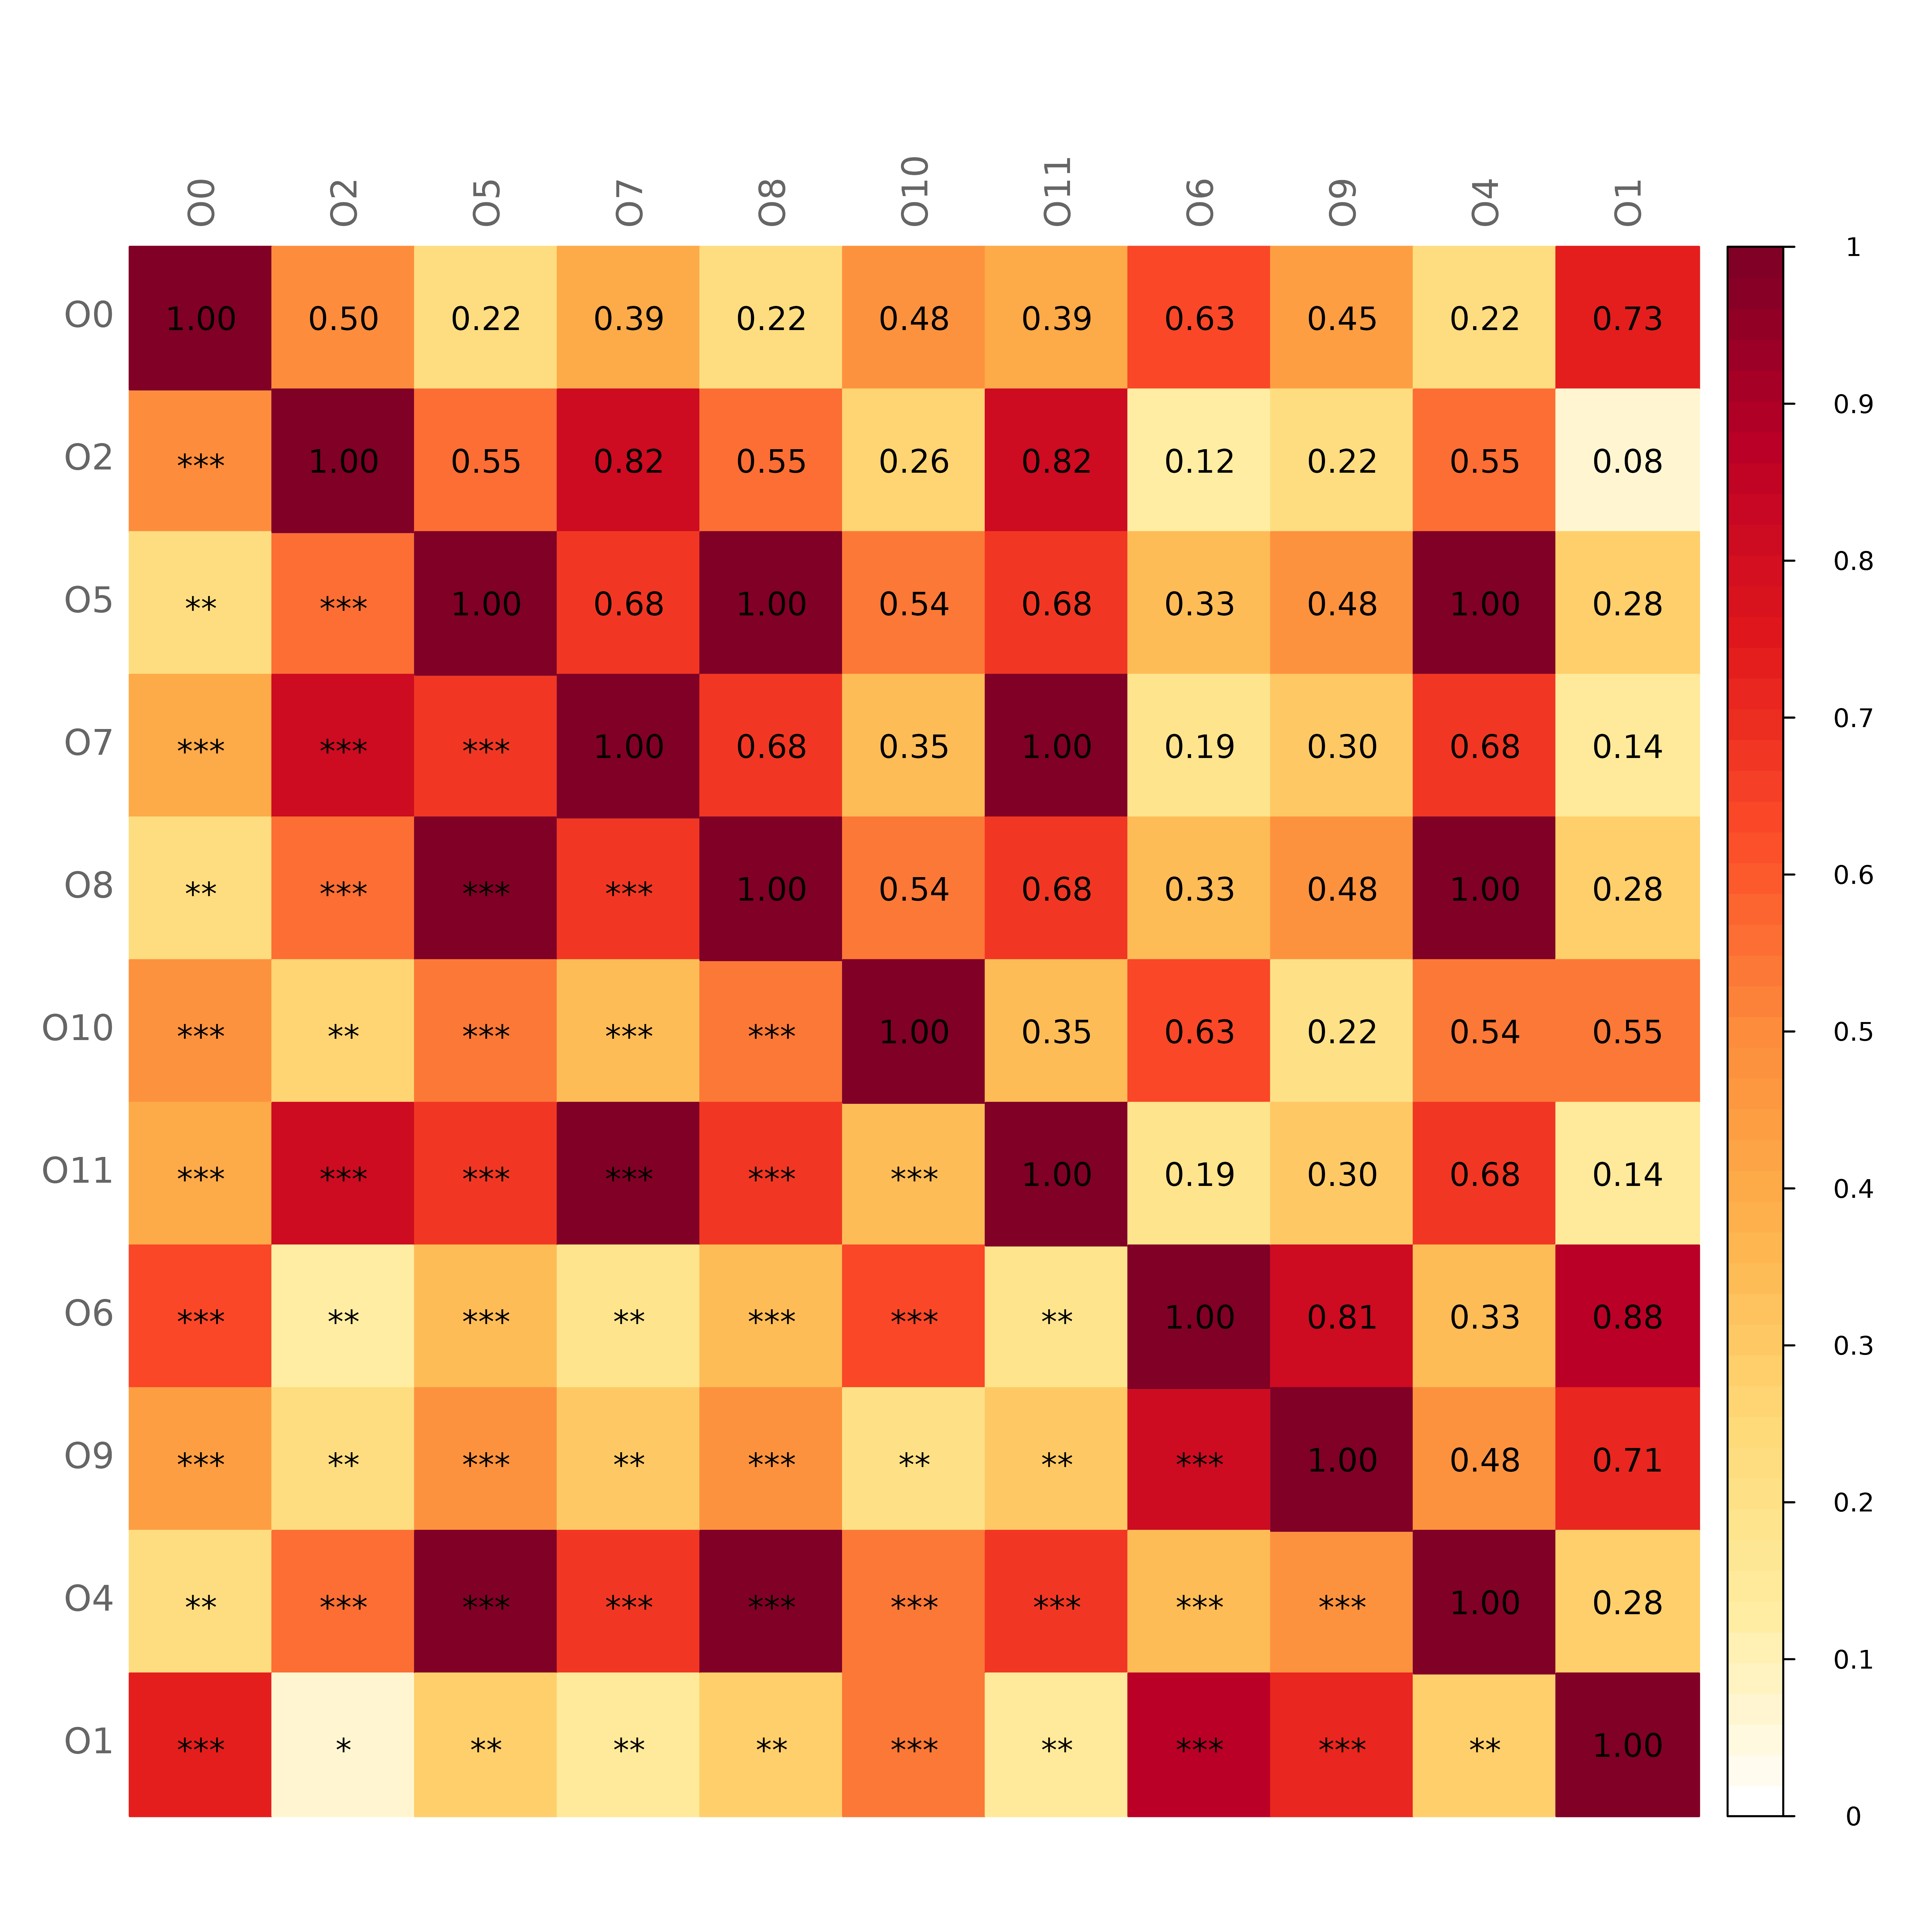 O0 O2 O5 O7 O8 O10 O11 O6 O9 O4 O1
O0 1.00 0.50 0.22 0.39 0.22 0.48 0.39 0.63 0.45 0.22 0.73
O2 *** 1.00 0.55 0.82 0.55 0.26 0.82 0.12 0.22 0.55 0.08
O5 ** *** 1.00 0.68 1.00 0.54 0.68 0.33 0.48 1.00 0.28
O7 *** *** *** 1.00 0.68 0.35 1.00 0.19 0.30 0.68 0.14
O8 ** *** *** *** 1.00 0.54 0.68 0.33 0.48 1.00 0.28
O10 *** ** *** *** *** 1.00 0.35 0.63 0.22 0.54 0.55
O11 *** *** *** *** *** *** 1.00 0.19 0.30 0.68 0.14
O6 *** ** *** ** *** *** ** 1.00 0.81 0.33 0.88
O9 *** ** *** ** *** ** ** *** 1.00 0.48 0.71
O4 ** *** *** *** *** *** *** *** *** 1.00 0.28
O1 *** * ** ** ** *** ** *** *** ** 1.00
1
0.9
0.8
0.7
0.6
0.5
0.4
0.3
0.2
0.1
0